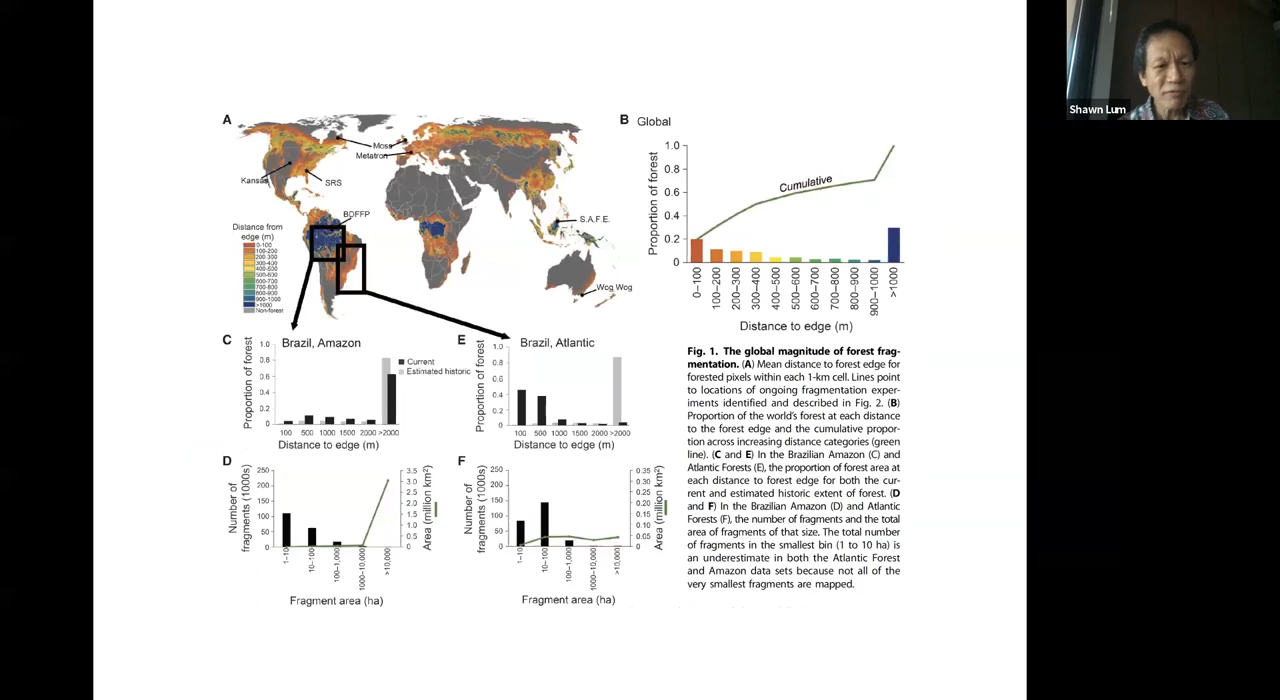 Shawn Lum
A
Moss
Metatron
Kansas
SRS
BDFFP
S.A.F.E.
Wog Wog
Distance from
edge (m)
0-100
100-200
200-300
300-400
400-500
500-600
600-700
700-800
800-900
900-1000
>1000
Non-forest
B Global
Proportion of forest
1.0
0.8
0.6
0.4
0.2
0
Cumulative
0–100
100–200
200–300
300–400
400–500
500–600
600–700
700–800
800–900
900–1000
>1000
Distance to edge (m)
C Brazil, Amazon
Proportion of forest
1.0
0.8
0.6
0.4
0.2
0
Current
Estimated historic
100 500 1000 1500 2000 >2000
Distance to edge (m)
E Brazil, Atlantic
Proportion of forest
1.0
0.8
0.6
0.4
0.2
0
100 500 1000 1500 2000 >2000
Distance to edge (m)
D
Number of
fragments (1000s)
250
200
150
100
50
0
3.5
3.0
2.5
2.0
1.5
1.0
0.5
0
Area (million km²)
1–10
10–100
100–1,000
1000–10,000
>10,000
Fragment area (ha)
F
Number of
fragments (1000s)
250
200
150
100
50
0
0.35
0.30
0.25
0.20
0.15
0.10
0.05
0
Area (million km²)
1–10
10–100
100–1,000
1000–10,000
>10,000
Fragment area (ha)
Fig. 1. The global magnitude of forest frag-
mentation. (A) Mean distance to forest edge for
forested pixels within each 1-km cell. Lines point
to locations of ongoing fragmentation exper-
iments identified and described in Fig. 2. (B)
Proportion of the world's forest at each distance
to the forest edge and the cumulative propor-
tion across increasing distance categories (green
line). (C and E) In the Brazilian Amazon (C) and
Atlantic Forests (E), the proportion of forest area at
each distance to forest edge for both the cur-
rent and estimated historic extent of forest. (D
and F) In the Brazilian Amazon (D) and Atlantic
Forests (F), the number of fragments and the total
area of fragments of that size. The total number
of fragments in the smallest bin (1 to 10 ha) is
an underestimate in both the Atlantic Forest
and Amazon data sets because not all of the
very smallest fragments are mapped.